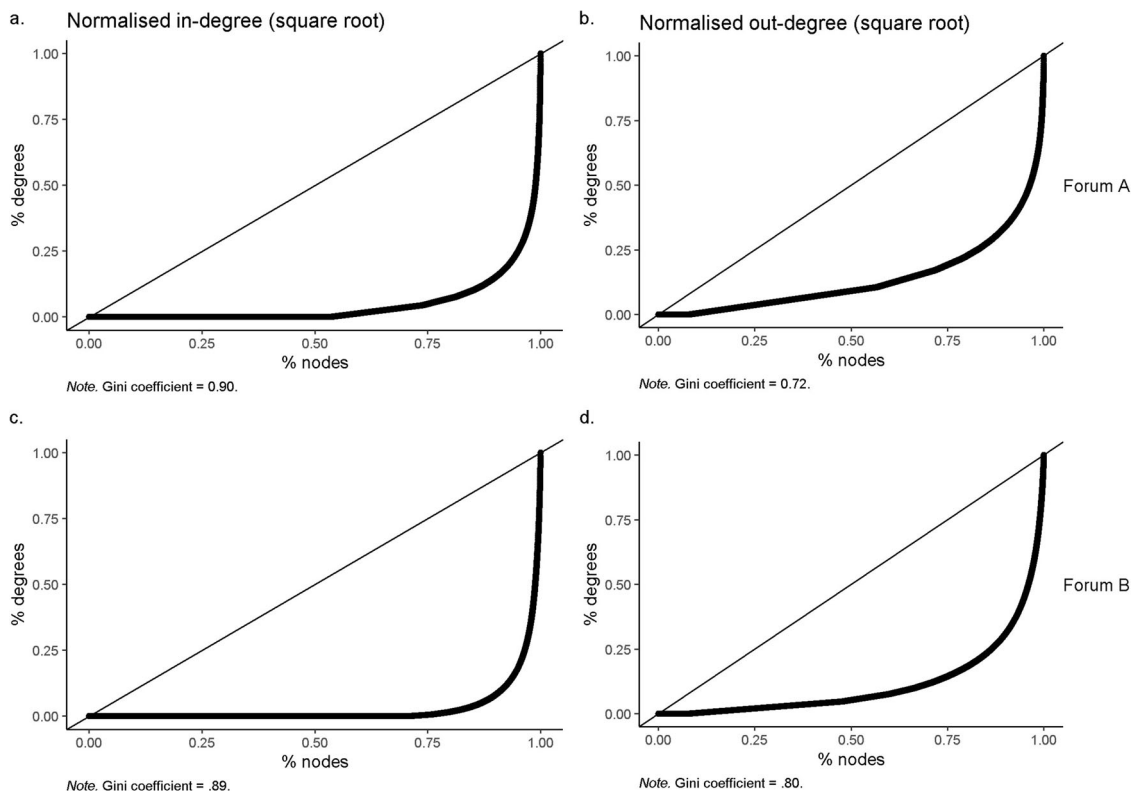 a.
Normalised in-degree (square root)
1.00
0.75
0.50
0.25
0.00
% degrees
0.00 0.25 0.50 0.75 1.00
% nodes
Note. Gini coefficient = 0.90.
b.
Normalised out-degree (square root)
1.00
0.75
0.50
0.25
0.00
% degrees
0.00 0.25 0.50 0.75 1.00
% nodes
Note. Gini coefficient = 0.72.
Forum A
c.
1.00
0.75
0.50
0.25
0.00
% degrees
0.00 0.25 0.50 0.75 1.00
% nodes
Note. Gini coefficient = .89.
d.
1.00
0.75
0.50
0.25
0.00
% degrees
0.00 0.25 0.50 0.75 1.00
% nodes
Note. Gini coefficient = .80.
Forum B